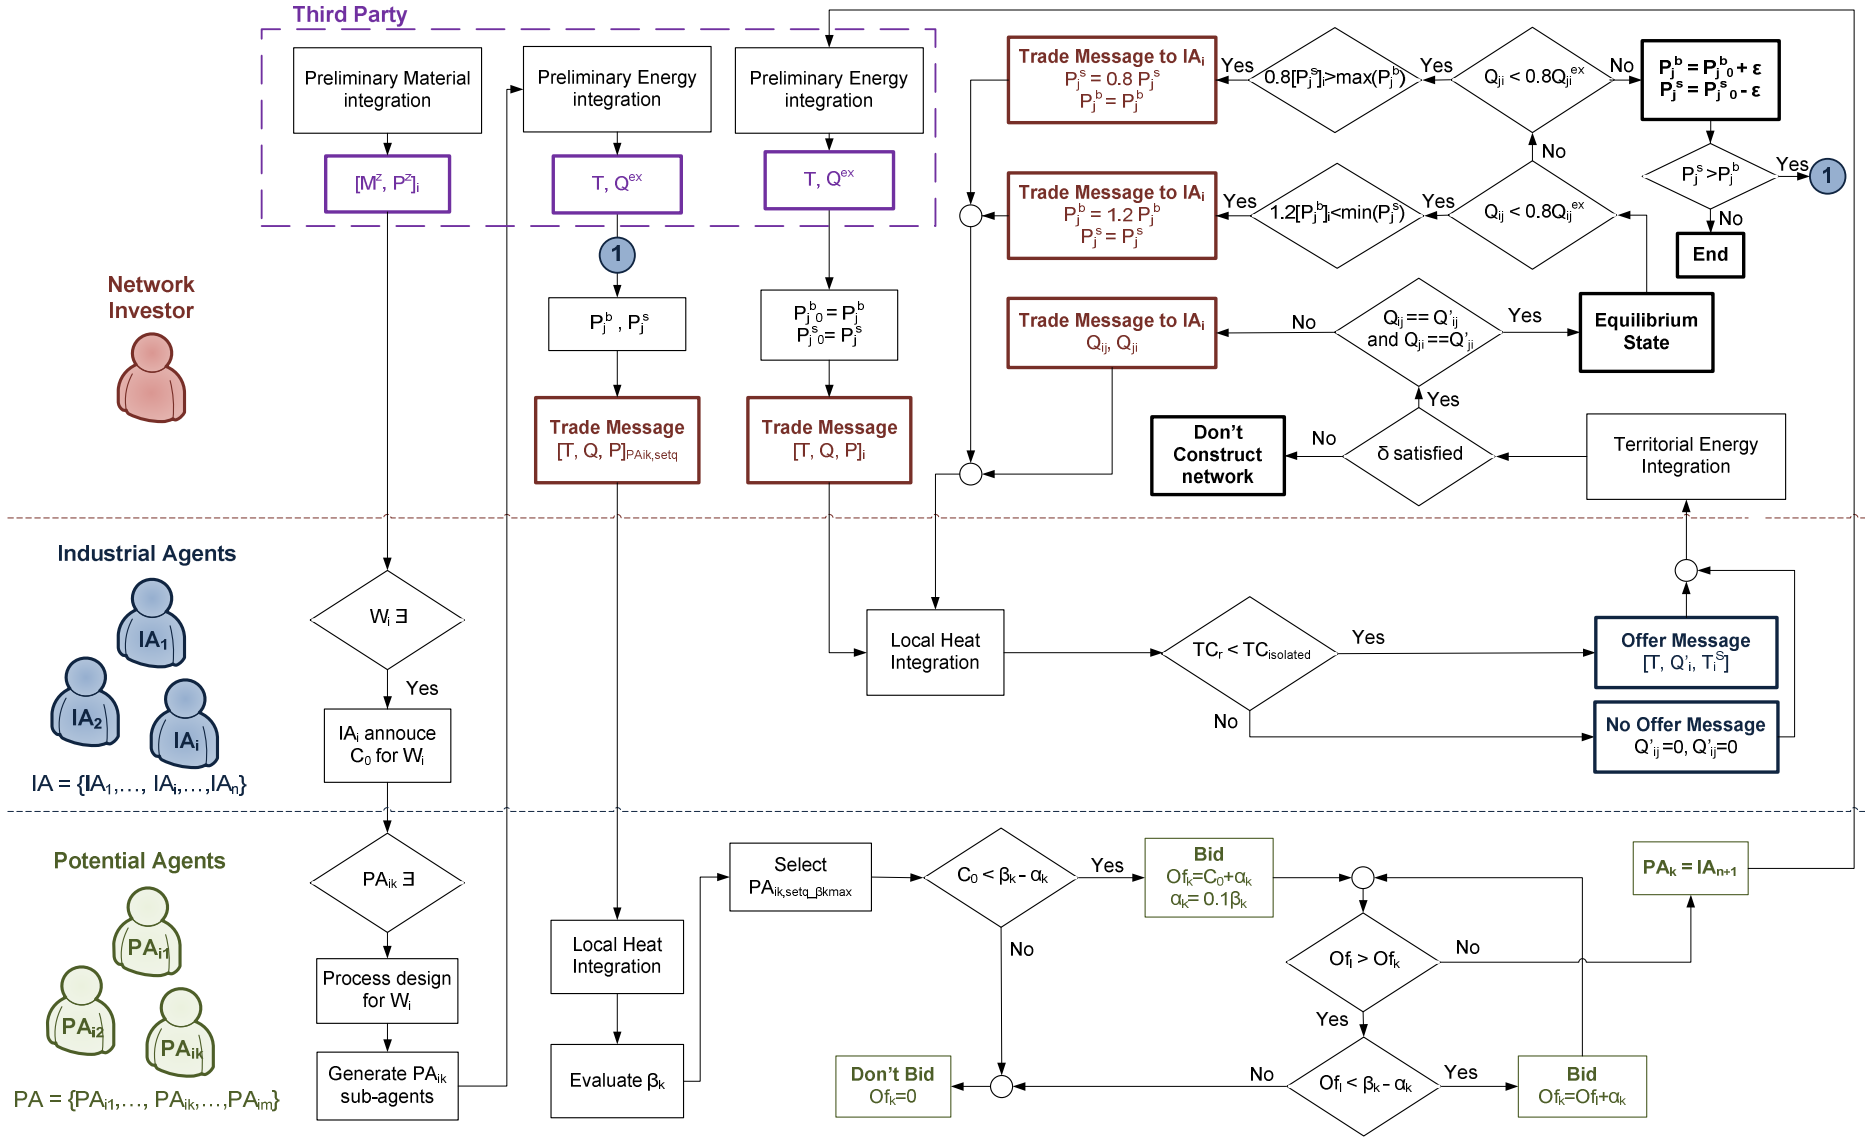 Third Party
Preliminary Material
integration
[Mᶻ, Pᶻ]ᵢ
Preliminary Energy
integration
T, Qᵉˣ
Preliminary Energy
integration
T, Qᵉˣ
Trade Message to IAᵢ
Pⱼˢ = 0.8 Pⱼˢ
Pⱼᵇ = Pⱼᵇ
Yes
0.8[Pⱼˢ]ᵢ>max(Pⱼᵇ)
Yes
Qⱼᵢ < 0.8Qⱼᵢᵉˣ
No
Pⱼᵇ = Pⱼᵇ₀ + ε
Pⱼˢ = Pⱼˢ₀ - ε
No
Pⱼˢ >Pⱼᵇ
Yes
1
No
End
Trade Message to IAᵢ
Pⱼᵇ = 1.2 Pⱼᵇ
Pⱼˢ = Pⱼˢ
Yes
1.2[Pⱼᵇ]ᵢ<min(Pⱼˢ)
Yes
Qᵢⱼ < 0.8Qᵢⱼᵉˣ
Network
Investor
1
Pⱼᵇ , Pⱼˢ
Pⱼᵇ₀ = Pⱼᵇ
Pⱼˢ₀= Pⱼˢ
Trade Message to IAᵢ
Qᵢⱼ, Qⱼᵢ
No
Qᵢⱼ == Q'ᵢⱼ
and Qⱼᵢ ==Q'ⱼᵢ
Yes
Equilibrium
State
Trade Message
[T, Q, P]PAik,setq
Trade Message
[T, Q, P]ᵢ
Don't
Construct
network
No
Yes
δ satisfied
Territorial Energy
Integration
Industrial Agents
IA₁
IA₂
IAᵢ
IA = {IA₁,…, IAᵢ,…,IAₙ}
Wᵢ ∃
Yes
IAᵢ annouce
C₀ for Wᵢ
Local Heat
Integration
TCᵣ < TCisolated
Yes
No
Offer Message
[T, Q'ᵢ, Tᵢˢ]
No Offer Message
Q'ᵢⱼ=0, Q'ᵢⱼ=0
Potential Agents
PAᵢ₁
PAᵢ₂
PAᵢₖ
PA = {PAᵢ₁,…, PAᵢₖ,…,PAᵢₘ}
PAᵢₖ ∃
Process design
for Wᵢ
Generate PAᵢₖ
sub-agents
Local Heat
Integration
Evaluate βₖ
Select
PAik,setq_βkmax
C₀ < βₖ - αₖ
Yes
No
Bid
Ofₖ=C₀+αₖ
αₖ= 0.1βₖ
Ofₗ > Ofₖ
No
PAₖ = IAₙ₊₁
Yes
Ofₗ < βₖ - αₖ
No
Yes
Don't Bid
Ofₖ=0
Bid
Ofₖ=Ofₗ+αₖ